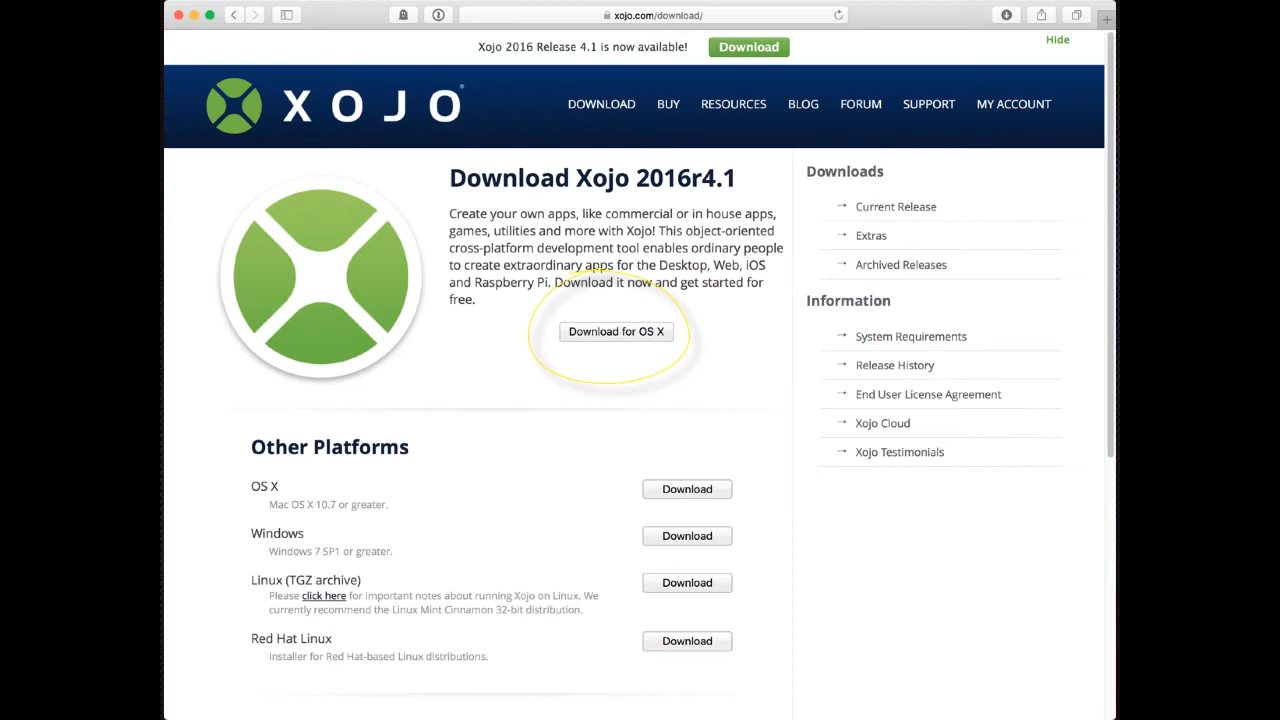 xojo.com/download/
Xojo 2016 Release 4.1 is now available!
Download
Hide
XOJO®
DOWNLOAD
BUY
RESOURCES
BLOG
FORUM
SUPPORT
MY ACCOUNT
Download Xojo 2016r4.1
Create your own apps, like commercial or in house apps,
games, utilities and more with Xojo! This object-oriented
cross-platform development tool enables ordinary people
to create extraordinary apps for the Desktop, Web, iOS
and Raspberry Pi. Download it now and get started for
free.
Download for OS X
Other Platforms
OS X
Mac OS X 10.7 or greater.
Download
Windows
Windows 7 SP1 or greater.
Download
Linux (TGZ archive)
Please click here for important notes about running Xojo on Linux. We
currently recommend the Linux Mint Cinnamon 32-bit distribution.
Download
Red Hat Linux
Installer for Red Hat-based Linux distributions.
Download
Downloads
Current Release
Extras
Archived Releases
Information
System Requirements
Release History
End User License Agreement
Xojo Cloud
Xojo Testimonials